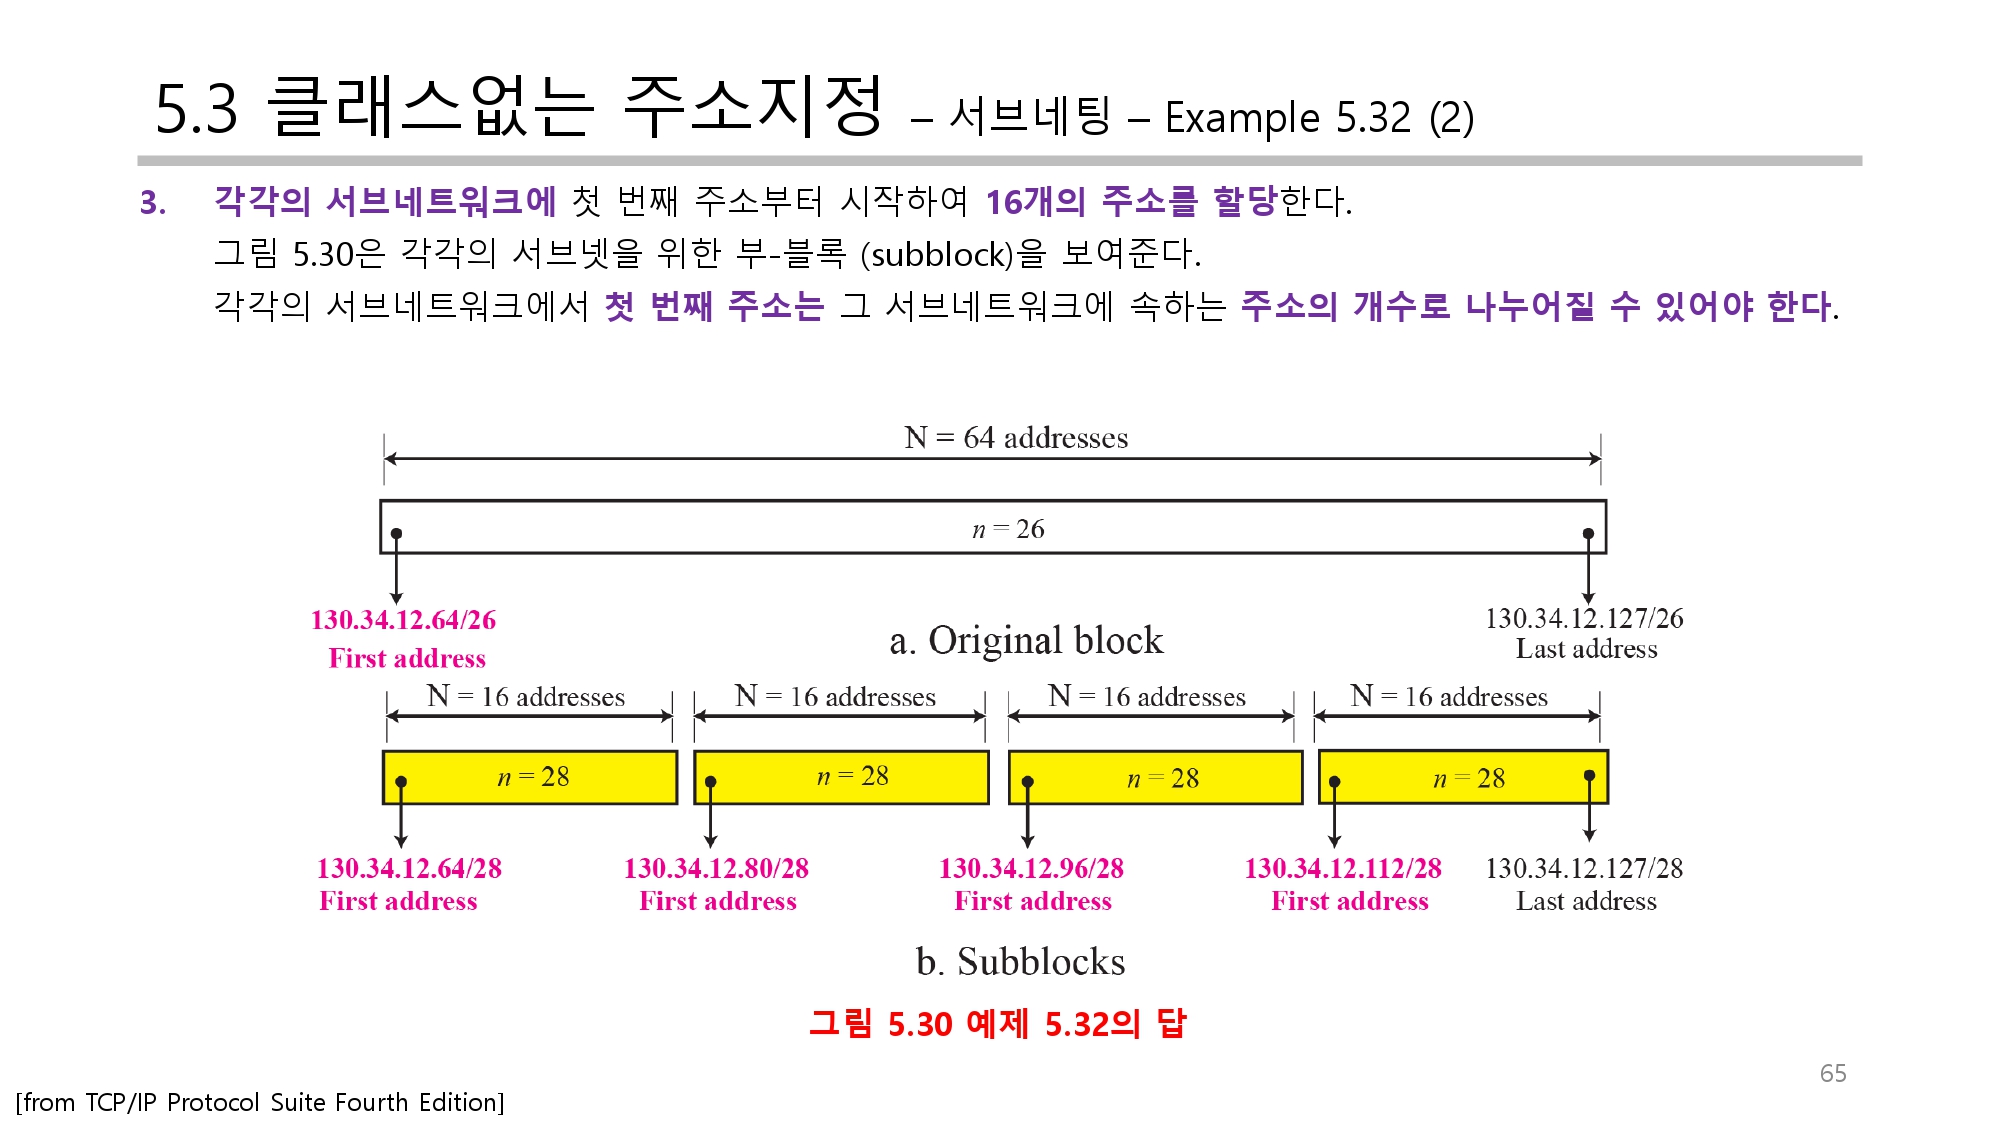 5.3 클래스없는 주소지정 – 서브네팅 – Example 5.32 (2)
3. 각각의 서브네트워크에 첫 번째 주소부터 시작하여 16개의 주소를 할당한다.
그림 5.30은 각각의 서브넷을 위한 부-블록 (subblock)을 보여준다.
각각의 서브네트워크에서 첫 번째 주소는 그 서브네트워크에 속하는 주소의 개수로 나누어질 수 있어야 한다.
N = 64 addresses
n = 26
130.34.12.64/26
First address
a. Original block
130.34.12.127/26
Last address
N = 16 addresses
N = 16 addresses
N = 16 addresses
N = 16 addresses
n = 28
n = 28
n = 28
n = 28
130.34.12.64/28
First address
130.34.12.80/28
First address
130.34.12.96/28
First address
130.34.12.112/28
First address
130.34.12.127/28
Last address
b. Subblocks
그림 5.30 예제 5.32의 답
65
[from TCP/IP Protocol Suite Fourth Edition]